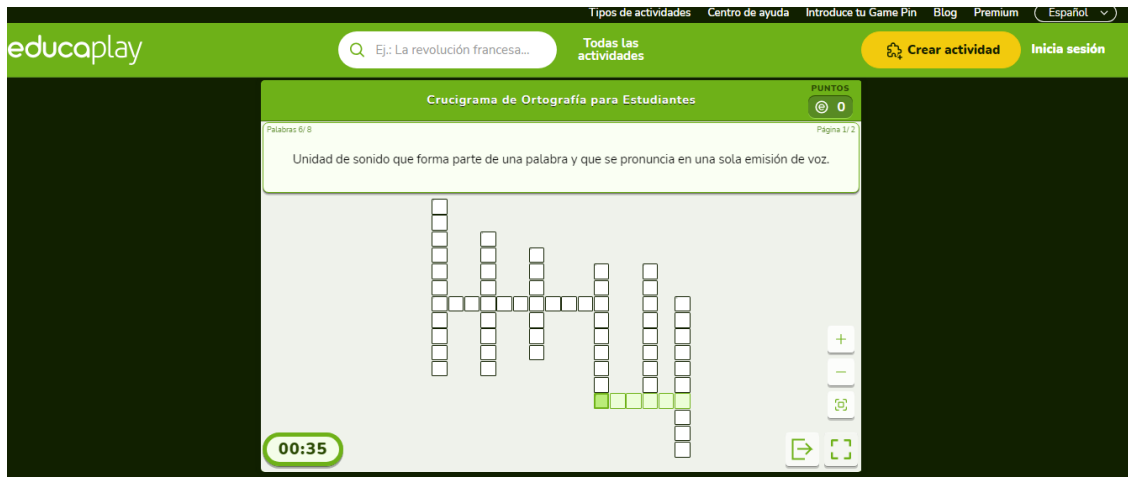 Tipos de actividades Centro de ayuda Introduce tu Game Pin Blog Premium Español
educaplay
Ej.: La revolución francesa...
Todas las
actividades
Crear actividad
Inicia sesión
Crucigrama de Ortografía para Estudiantes
PUNTOS
0
Palabras 6/ 8
Página 1/ 2
Unidad de sonido que forma parte de una palabra y que se pronuncia en una sola emisión de voz.
00:35